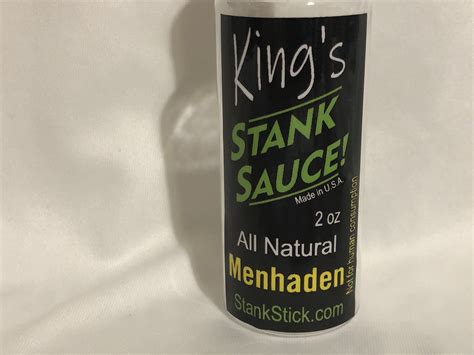 King's
STANK
SAUCE!
Made in U.S.A.
2 oz
All Natural
Menhaden
StankStick.com
Not for human consumption